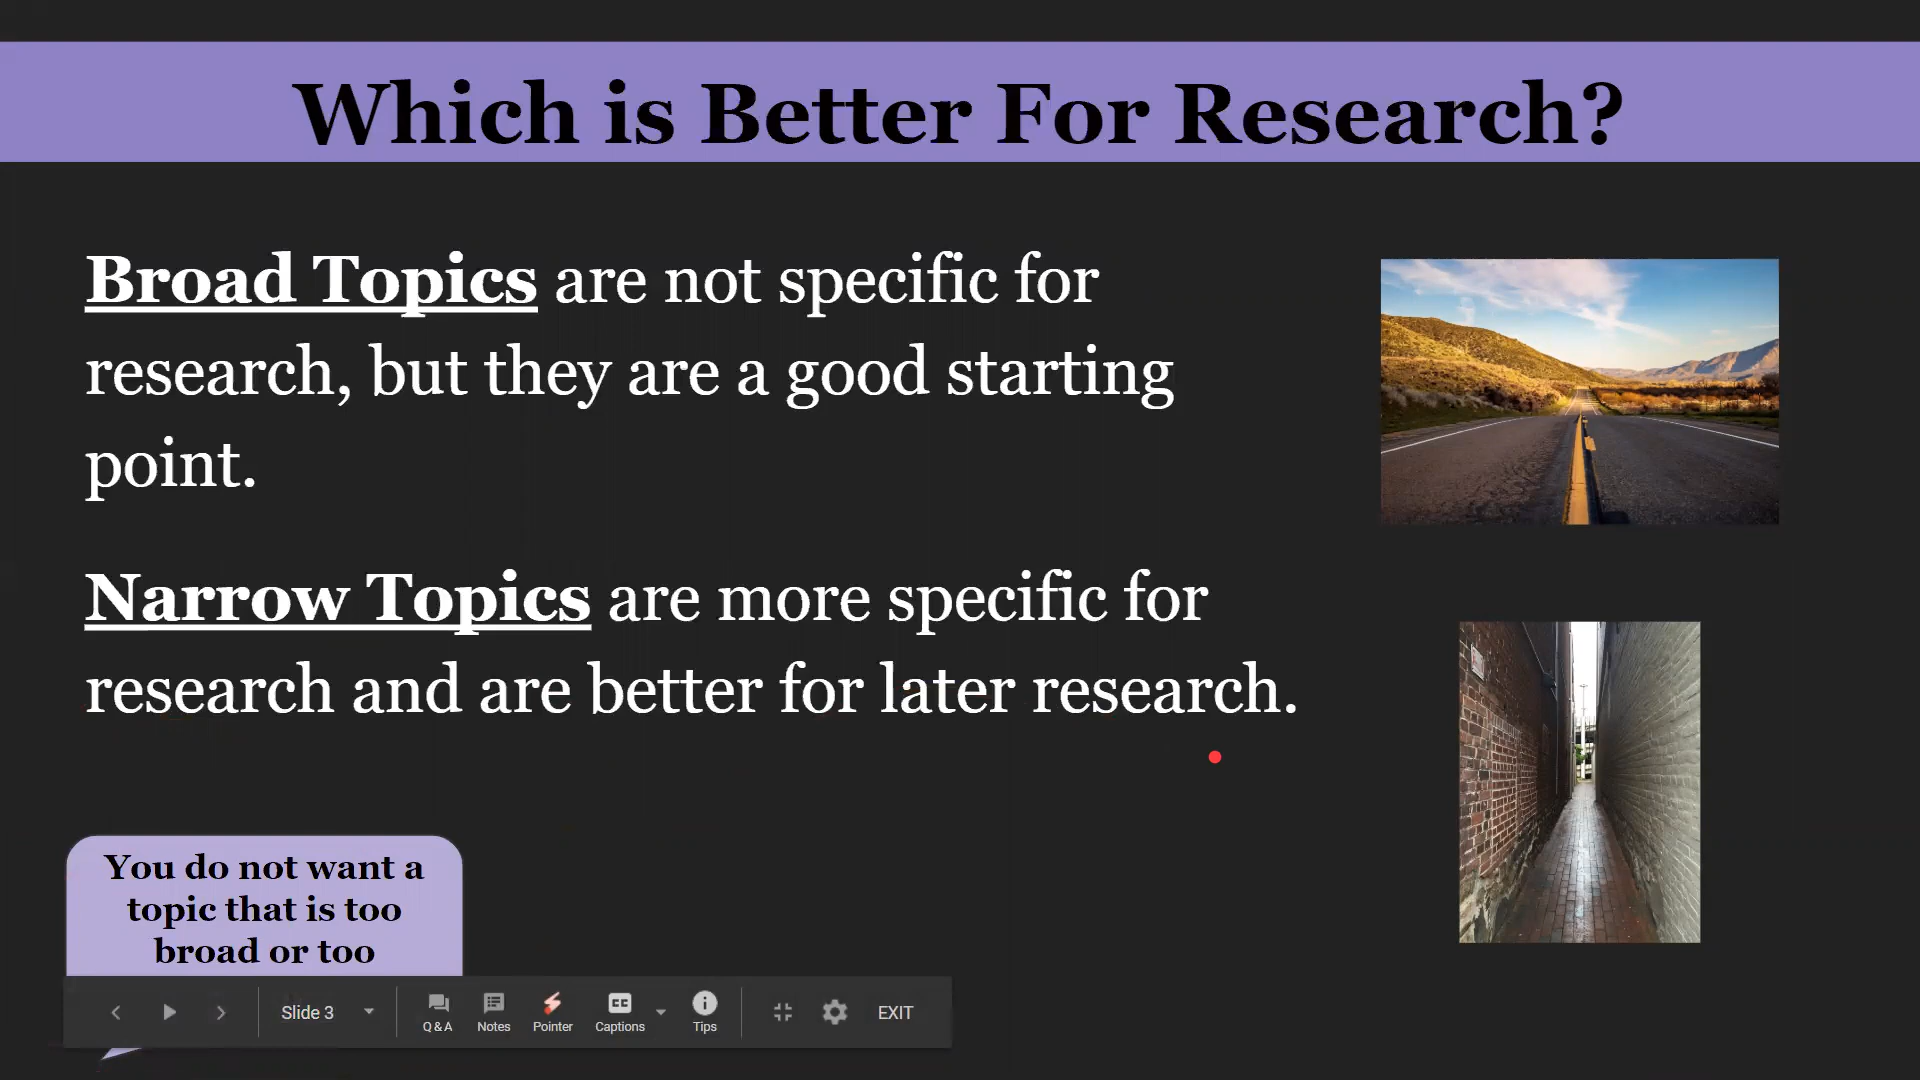 Which is Better For Research?
Broad Topics are not specific for
research, but they are a good starting
point.
Narrow Topics are more specific for
research and are better for later research.
You do not want a
topic that is too
broad or too
Slide 3
Q & A
Notes
Pointer
Captions
Tips
EXIT